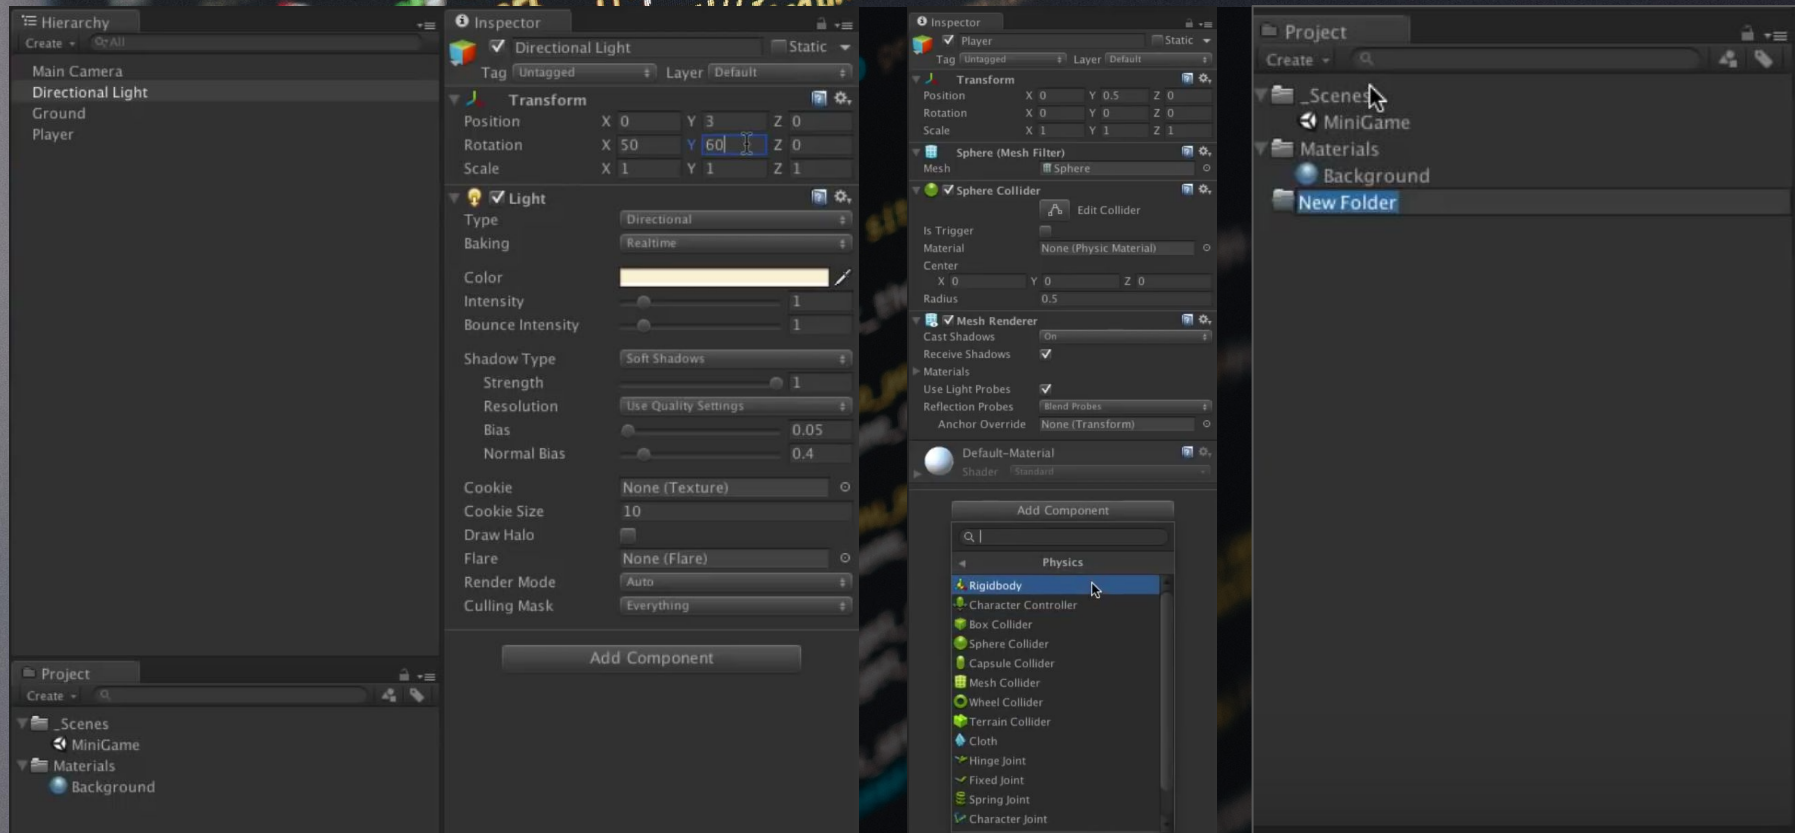 Hierarchy
Create
All
Main Camera
Directional Light
Ground
Player
Project
Create
_Scenes
MiniGame
Materials
Background
Inspector
Directional Light
Static
Tag Untagged Layer Default
Transform
Position X 0 Y 3 Z 0
Rotation X 50 Y 60 Z 0
Scale X 1 Y 1 Z 1
Light
Type Directional
Baking Realtime
Color
Intensity 1
Bounce Intensity 1
Shadow Type Soft Shadows
Strength 1
Resolution Use Quality Settings
Bias 0.05
Normal Bias 0.4
Cookie None (Texture)
Cookie Size 10
Draw Halo
Flare None (Flare)
Render Mode Auto
Culling Mask Everything
Add Component
Inspector
Player Static
Tag Untagged Layer Default
Transform
Position X 0 Y 0.5 Z 0
Rotation X 0 Y 0 Z 0
Scale X 1 Y 1 Z 1
Sphere (Mesh Filter)
Mesh Sphere
Sphere Collider
Edit Collider
Is Trigger
Material None (Physic Material)
Center
X 0 Y 0 Z 0
Radius 0.5
Mesh Renderer
Cast Shadows On
Receive Shadows
Materials
Use Light Probes
Reflection Probes Blend Probes
Anchor Override None (Transform)
Default-Material
Shader Standard
Add Component
Physics
Rigidbody
Character Controller
Box Collider
Sphere Collider
Capsule Collider
Mesh Collider
Wheel Collider
Terrain Collider
Cloth
Hinge Joint
Fixed Joint
Spring Joint
Character Joint
Project
Create
_Scenes
MiniGame
Materials
Background
New Folder